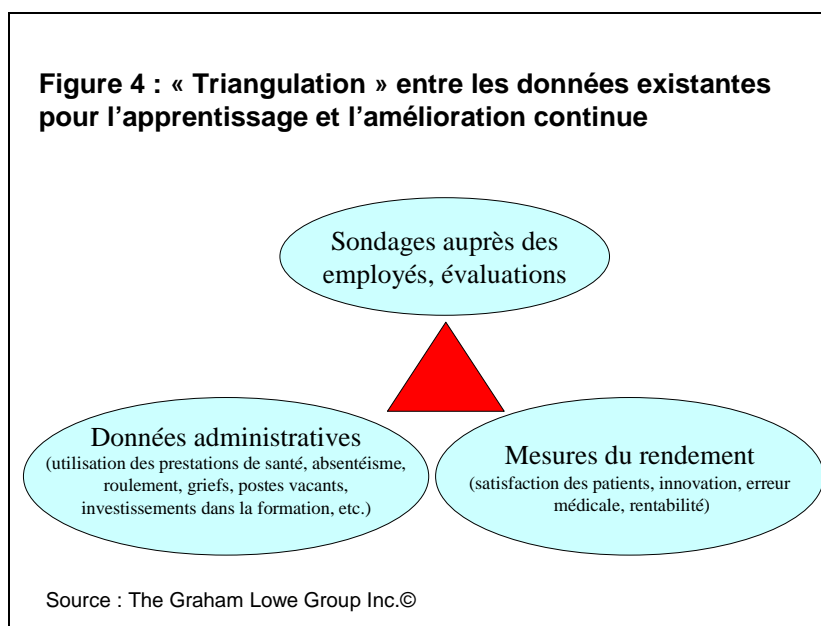 Figure 4 : « Triangulation » entre les données existantes
pour l'apprentissage et l'amélioration continue
Sondages auprès des
employés, évaluations
Données administratives
(utilisation des prestations de santé, absentéisme,
roulement, griefs, postes vacants,
investissements dans la formation, etc.)
Mesures du rendement
(satisfaction des patients, innovation, erreur
médicale, rentabilité)
Source : The Graham Lowe Group Inc.©